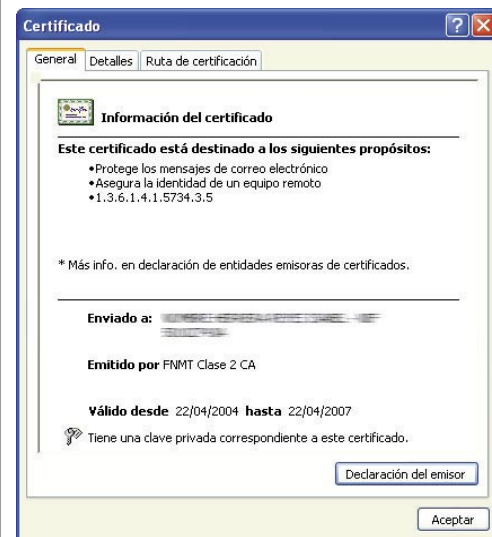 Certificado
General Detalles Ruta de certificación
Información del certificado
Este certificado está destinado a los siguientes propósitos:
•Protege los mensajes de correo electrónico
•Asegura la identidad de un equipo remoto
•1.3.6.1.4.1.5734.3.5
* Más info. en declaración de entidades emisoras de certificados.
Enviado a:
Emitido por FNMT Clase 2 CA
Válido desde 22/04/2004 hasta 22/04/2007
Tiene una clave privada correspondiente a este certificado.
Declaración del emisor
Aceptar